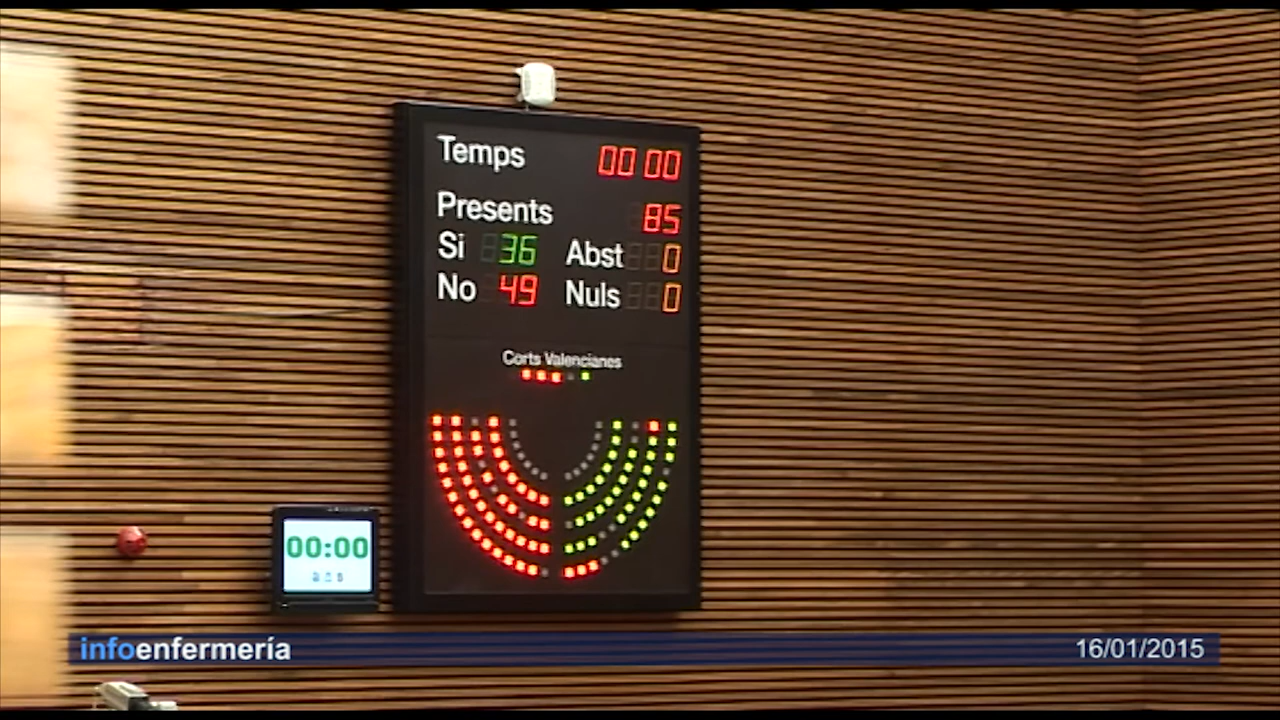 Temps 00 00
Presents 85
Si 36 Abst 0
No 49 Nuls 0
Corts Valencianes
00:00
infoenfermería 16/01/2015